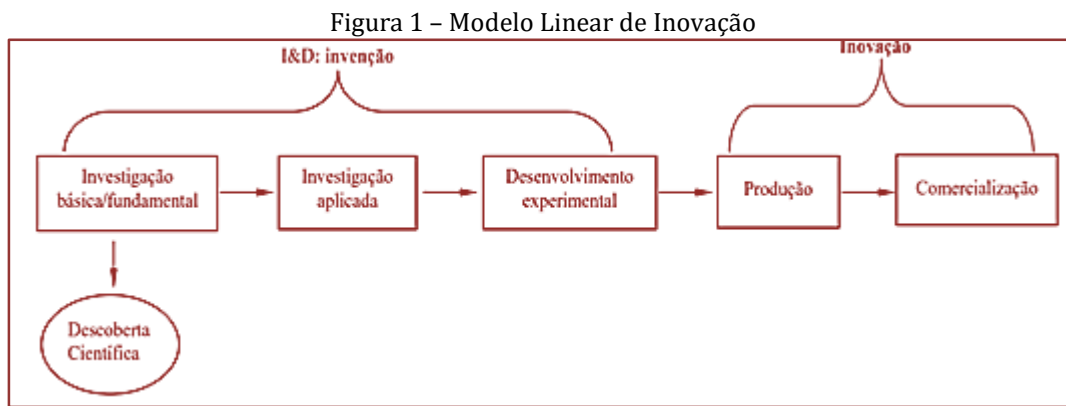 Figura 1 – Modelo Linear de Inovação
I&D: invenção
Inovação
Investigação
básica/fundamental
Investigação
aplicada
Desenvolvimento
experimental
Produção
Comercialização
Descoberta
Científica